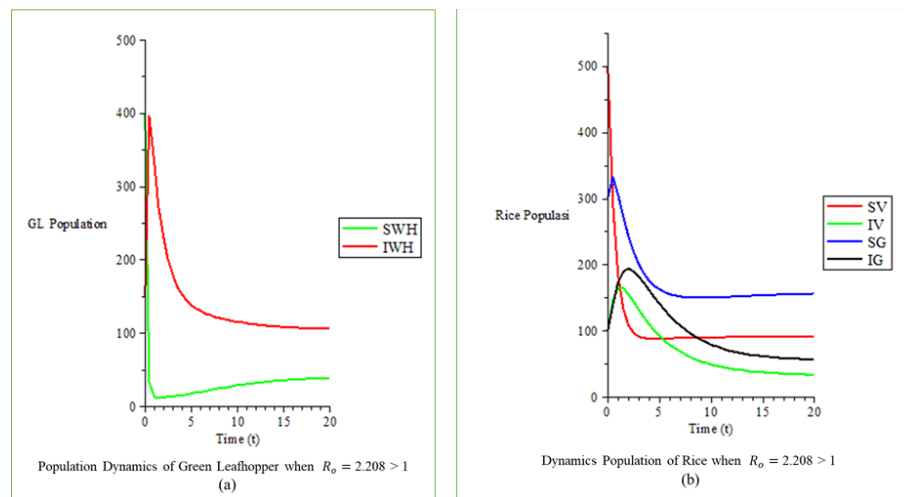 500
400
300
GL Population
200
100
0
0 5 10 15 20
Time (t)
SWH
IWH
Population Dynamics of Green Leafhopper when R_o = 2.208 > 1
(a)
500
400
300
Rice Populasi
200
100
0
0 5 10 15 20
Time (t)
SV
IV
SG
IG
Dynamics Population of Rice when R_o = 2.208 > 1
(b)